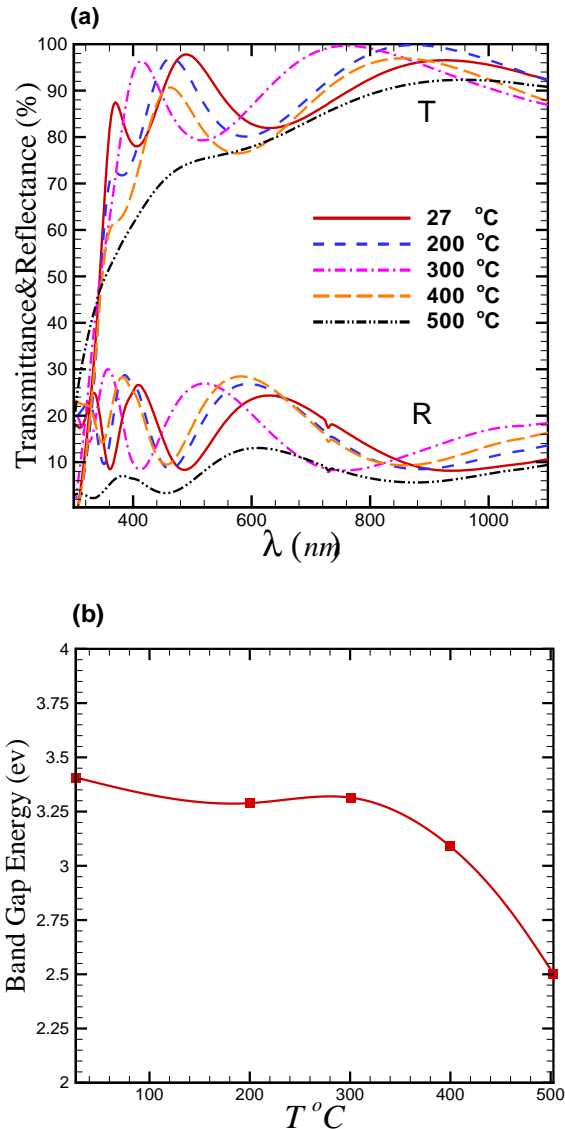 (a)
Transmittance&Reflectance (%)
100
90
80
70
60
50
40
30
20
10
T
27 °C
200 °C
300 °C
400 °C
500 °C
R
400 600 800 1000
λ (nm)
(b)
Band Gap Energy (ev)
4
3.75
3.5
3.25
3
2.75
2.5
2.25
2
100 200 300 400 500
T °C